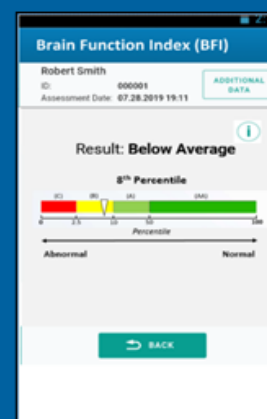 Brain Function Index (BFI)
Robert Smith
ID: 000001
Assessment Date: 07.28.2019 19:11
ADDITIONAL
DATA
i
Result: Below Average
8th Percentile
(C) (B) (A) (AA)
0 2.5 10 50 100
Percentile
Abnormal Normal
BACK